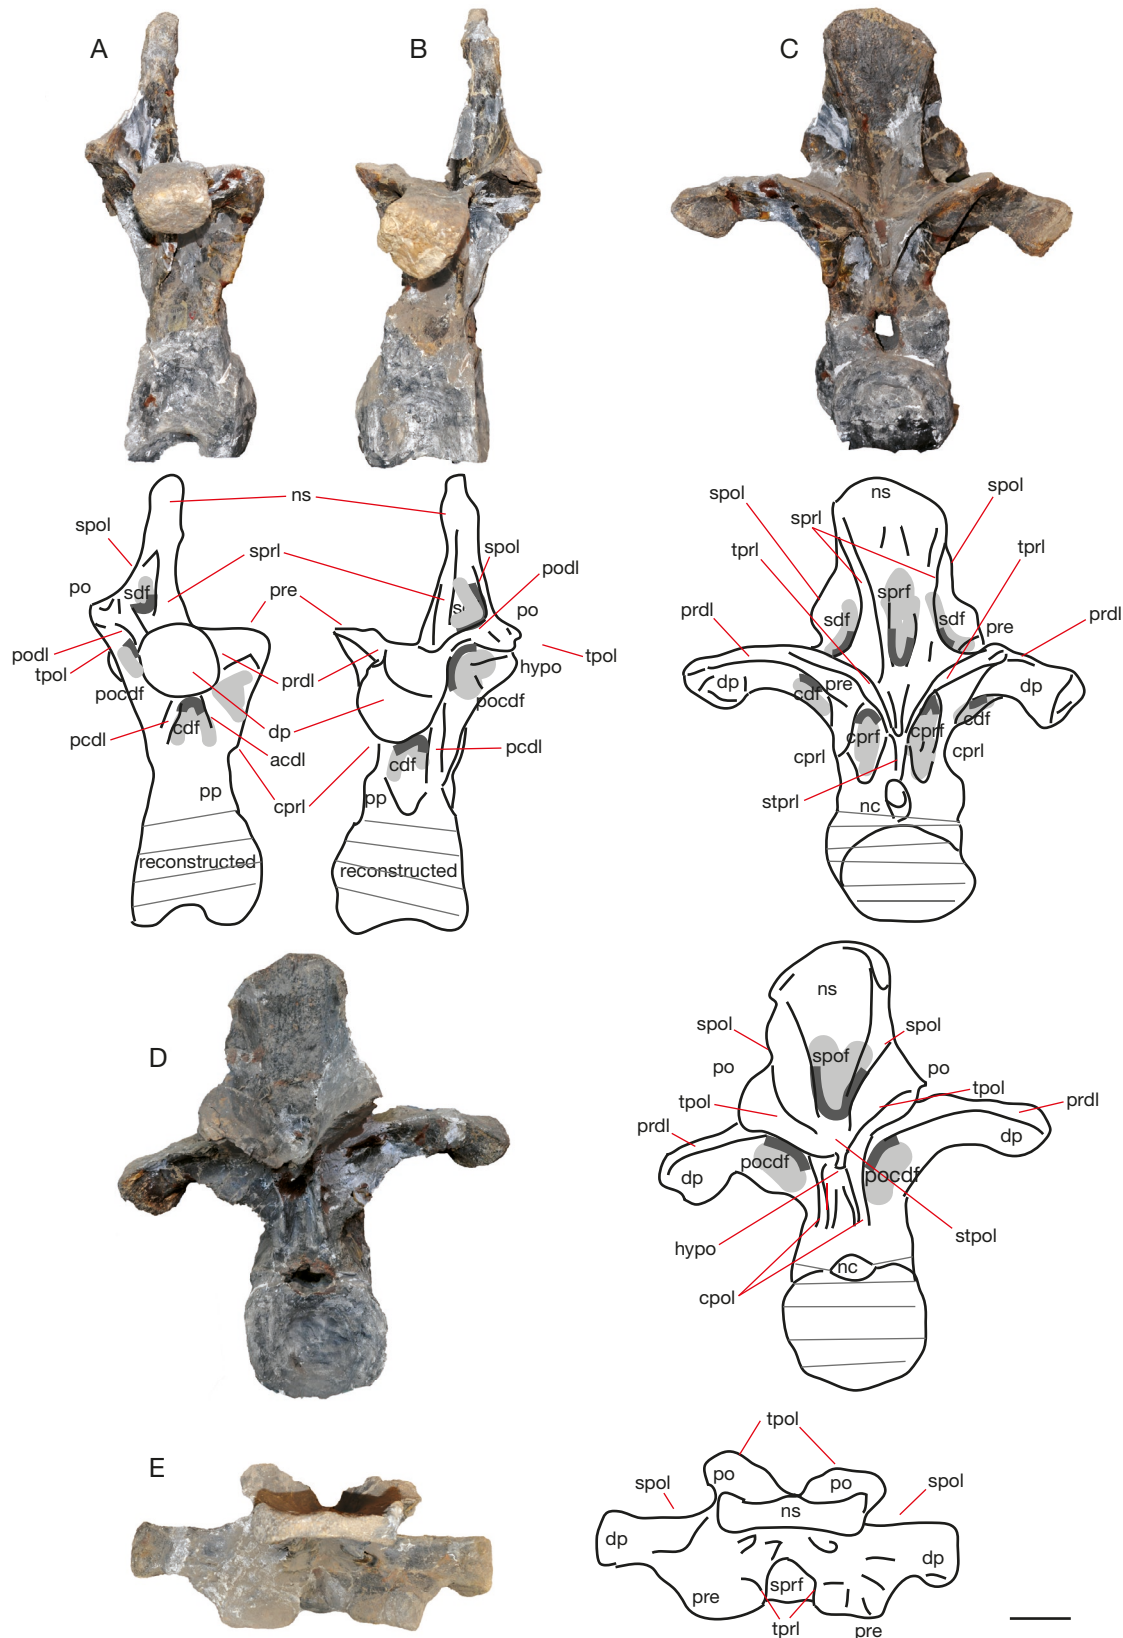 A
B
C
ns
spol
sprl
po
sdf
pre
podl
tpol
pocdf
prdl
dp
pcdl
cdf
acdl
pp
cprl
reconstructed
spol
podl
po
tpol
hypo
pocdf
pcdl
cdf
pp
reconstructed
ns
spol
spol
sprl
tprl
tprl
sprf
prdl
prdl
sdf
sdf
pre
dp
dp
cdf
pre
cdf
cprf
cprf
cprl
cprl
stprl
nc
D
ns
spol
spol
spof
po
po
tpol
tpol
prdl
prdl
dp
dp
pocdf
pocdf
hypo
stpol
nc
cpol
E
tpol
spol
po
po
spol
ns
dp
dp
sprf
pre
pre
tprl